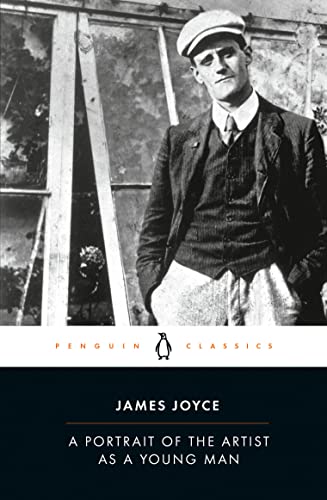 PENGUIN CLASSICS
JAMES JOYCE
A PORTRAIT OF THE ARTIST
AS A YOUNG MAN